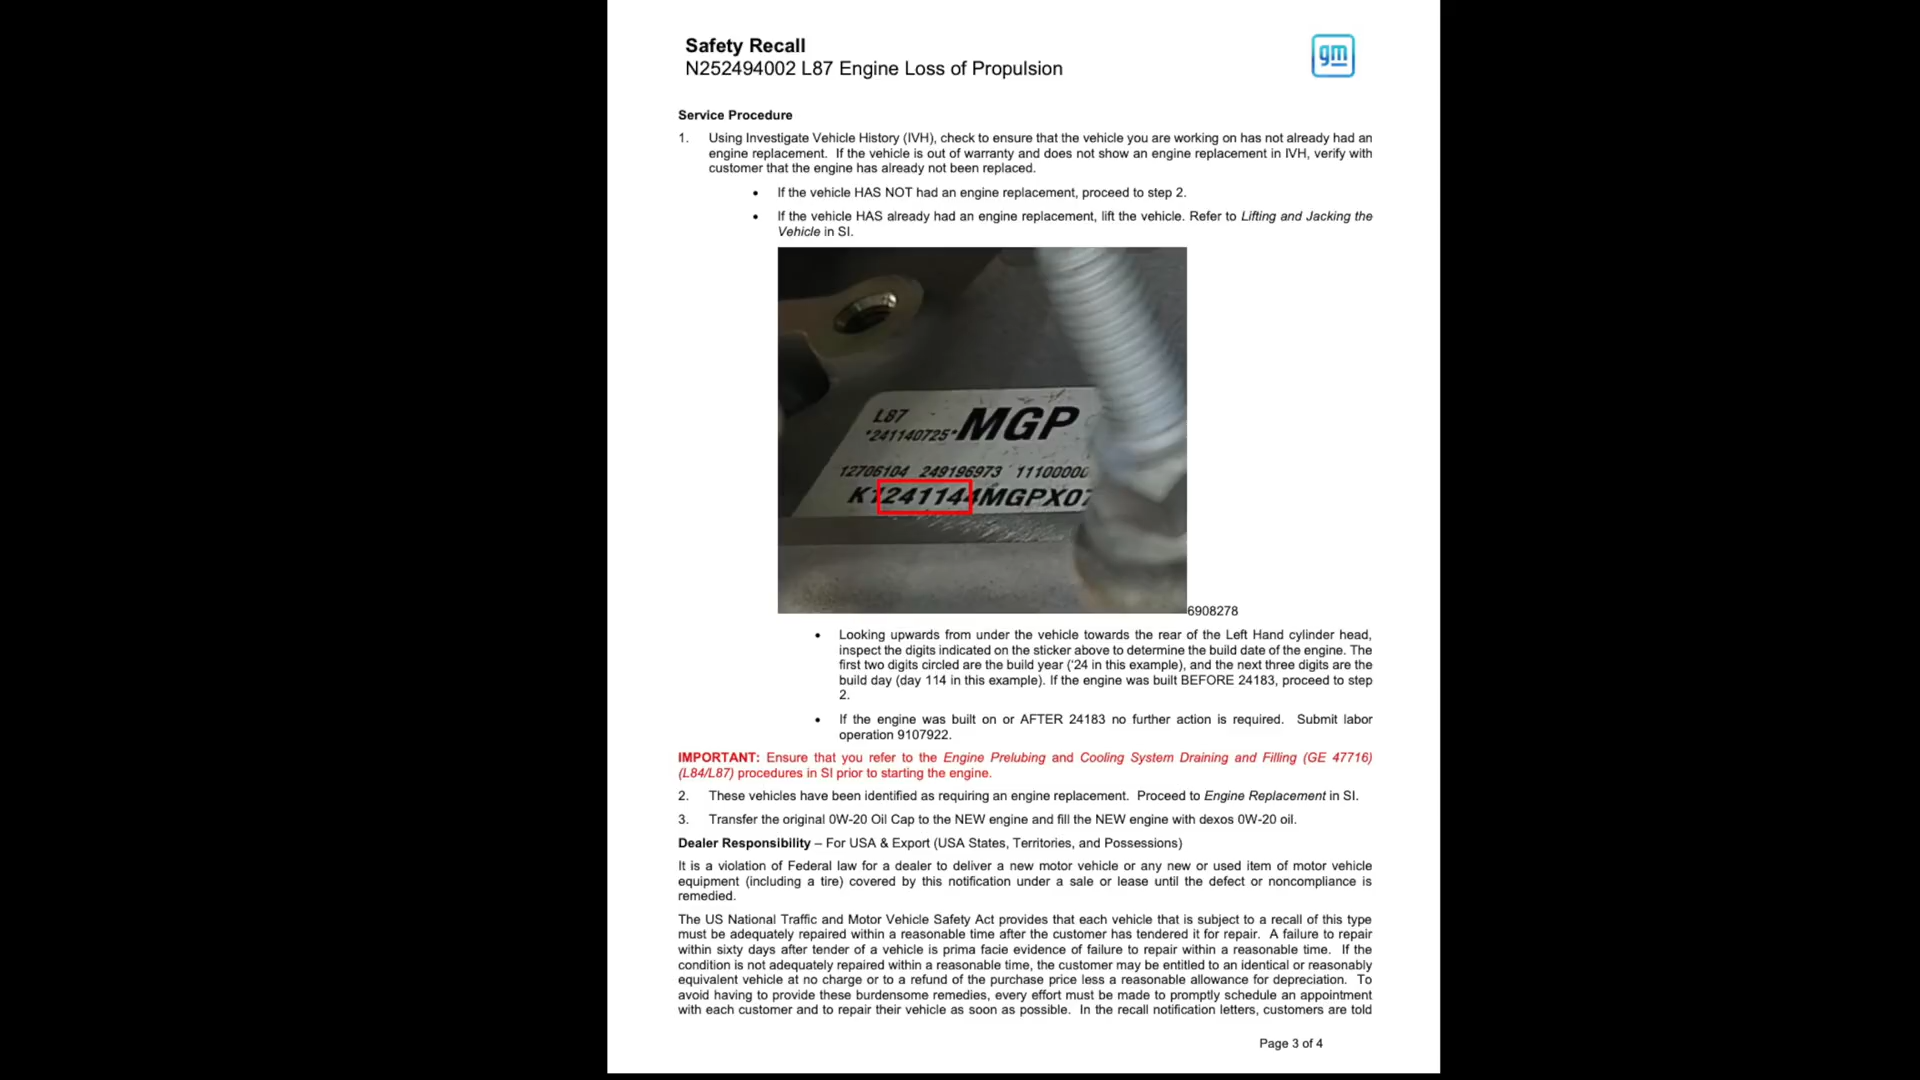 Safety Recall
N252494002 L87 Engine Loss of Propulsion
gm
Service Procedure
1. Using Investigate Vehicle History (IVH), check to ensure that the vehicle you are working on has not already had an
engine replacement. If the vehicle is out of warranty and does not show an engine replacement in IVH, verify with
customer that the engine has already not been replaced.
• If the vehicle HAS NOT had an engine replacement, proceed to step 2.
• If the vehicle HAS already had an engine replacement, lift the vehicle. Refer to Lifting and Jacking the
Vehicle in SI.
L87
*241140725* MGP
12706104 249196973 1110000
K1241144MGPX07
6908278
• Looking upwards from under the vehicle towards the rear of the Left Hand cylinder head,
inspect the digits indicated on the sticker above to determine the build date of the engine. The
first two digits circled are the build year ('24 in this example), and the next three digits are the
build day (day 114 in this example). If the engine was built BEFORE 24183, proceed to step
2.
• If the engine was built on or AFTER 24183 no further action is required. Submit labor
operation 9107922.
IMPORTANT: Ensure that you refer to the Engine Prelubing and Cooling System Draining and Filling (GE 47716)
(L84/L87) procedures in SI prior to starting the engine.
2. These vehicles have been identified as requiring an engine replacement. Proceed to Engine Replacement in SI.
3. Transfer the original 0W-20 Oil Cap to the NEW engine and fill the NEW engine with dexos 0W-20 oil.
Dealer Responsibility – For USA & Export (USA States, Territories, and Possessions)
It is a violation of Federal law for a dealer to deliver a new motor vehicle or any new or used item of motor vehicle
equipment (including a tire) covered by this notification under a sale or lease until the defect or noncompliance is
remedied.
The US National Traffic and Motor Vehicle Safety Act provides that each vehicle that is subject to a recall of this type
must be adequately repaired within a reasonable time after the customer has tendered it for repair. A failure to repair
within sixty days after tender of a vehicle is prima facie evidence of failure to repair within a reasonable time. If the
condition is not adequately repaired within a reasonable time, the customer may be entitled to an identical or reasonably
equivalent vehicle at no charge or to a refund of the purchase price less a reasonable allowance for depreciation. To
avoid having to provide these burdensome remedies, every effort must be made to promptly schedule an appointment
with each customer and to repair their vehicle as soon as possible. In the recall notification letters, customers are told
Page 3 of 4